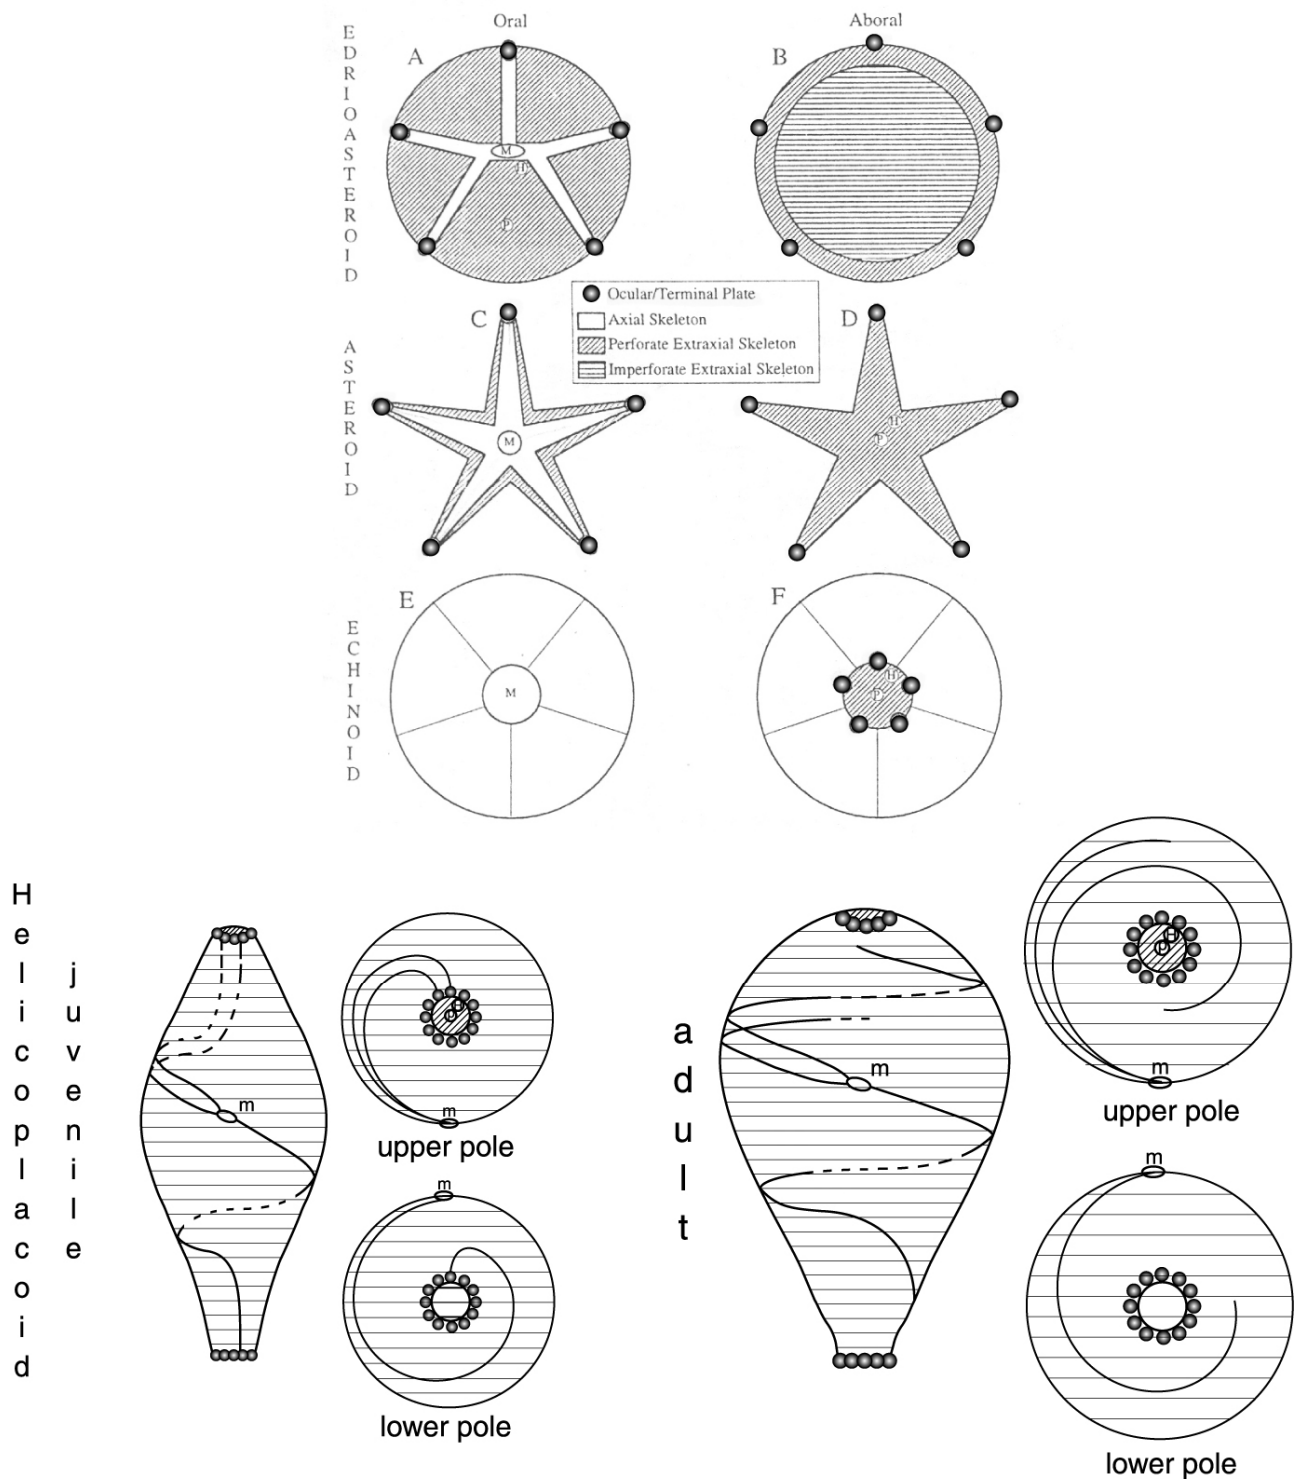 Oral
Aboral
EDRIOASTEROID
A
M
H
P
B
Ocular/Terminal Plate
Axial Skeleton
Perforate Extraxial Skeleton
Imperforate Extraxial Skeleton
ASTEROID
C
M
D
H
P
ECHINOID
E
M
F
H
P
Helicoplacoid
juvenile
m
H
p
m
upper pole
m
lower pole
adult
m
H
p
m
upper pole
m
lower pole